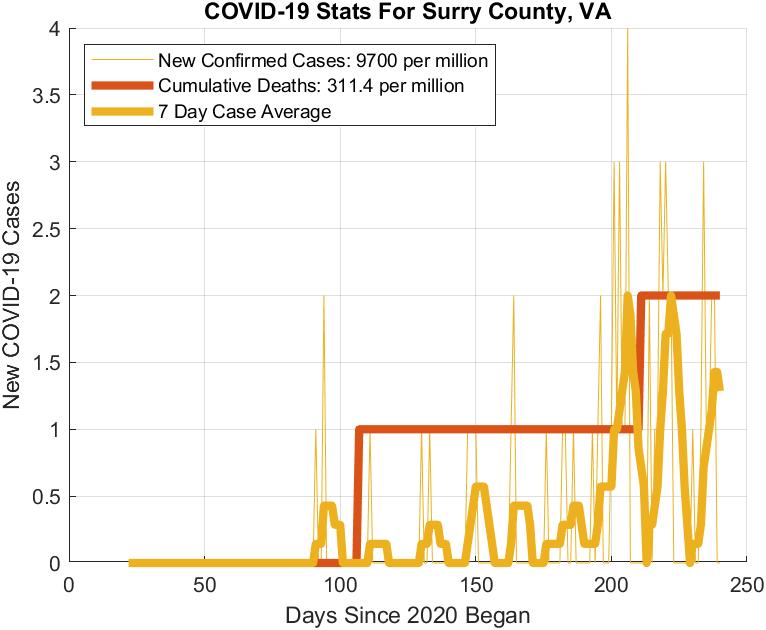 COVID-19 Stats For Surry County, VA
New Confirmed Cases: 9700 per million
Cumulative Deaths: 311.4 per million
7 Day Case Average
New COVID-19 Cases
4
3.5
3
2.5
2
1.5
1
0.5
0
0 50 100 150 200 250
Days Since 2020 Began